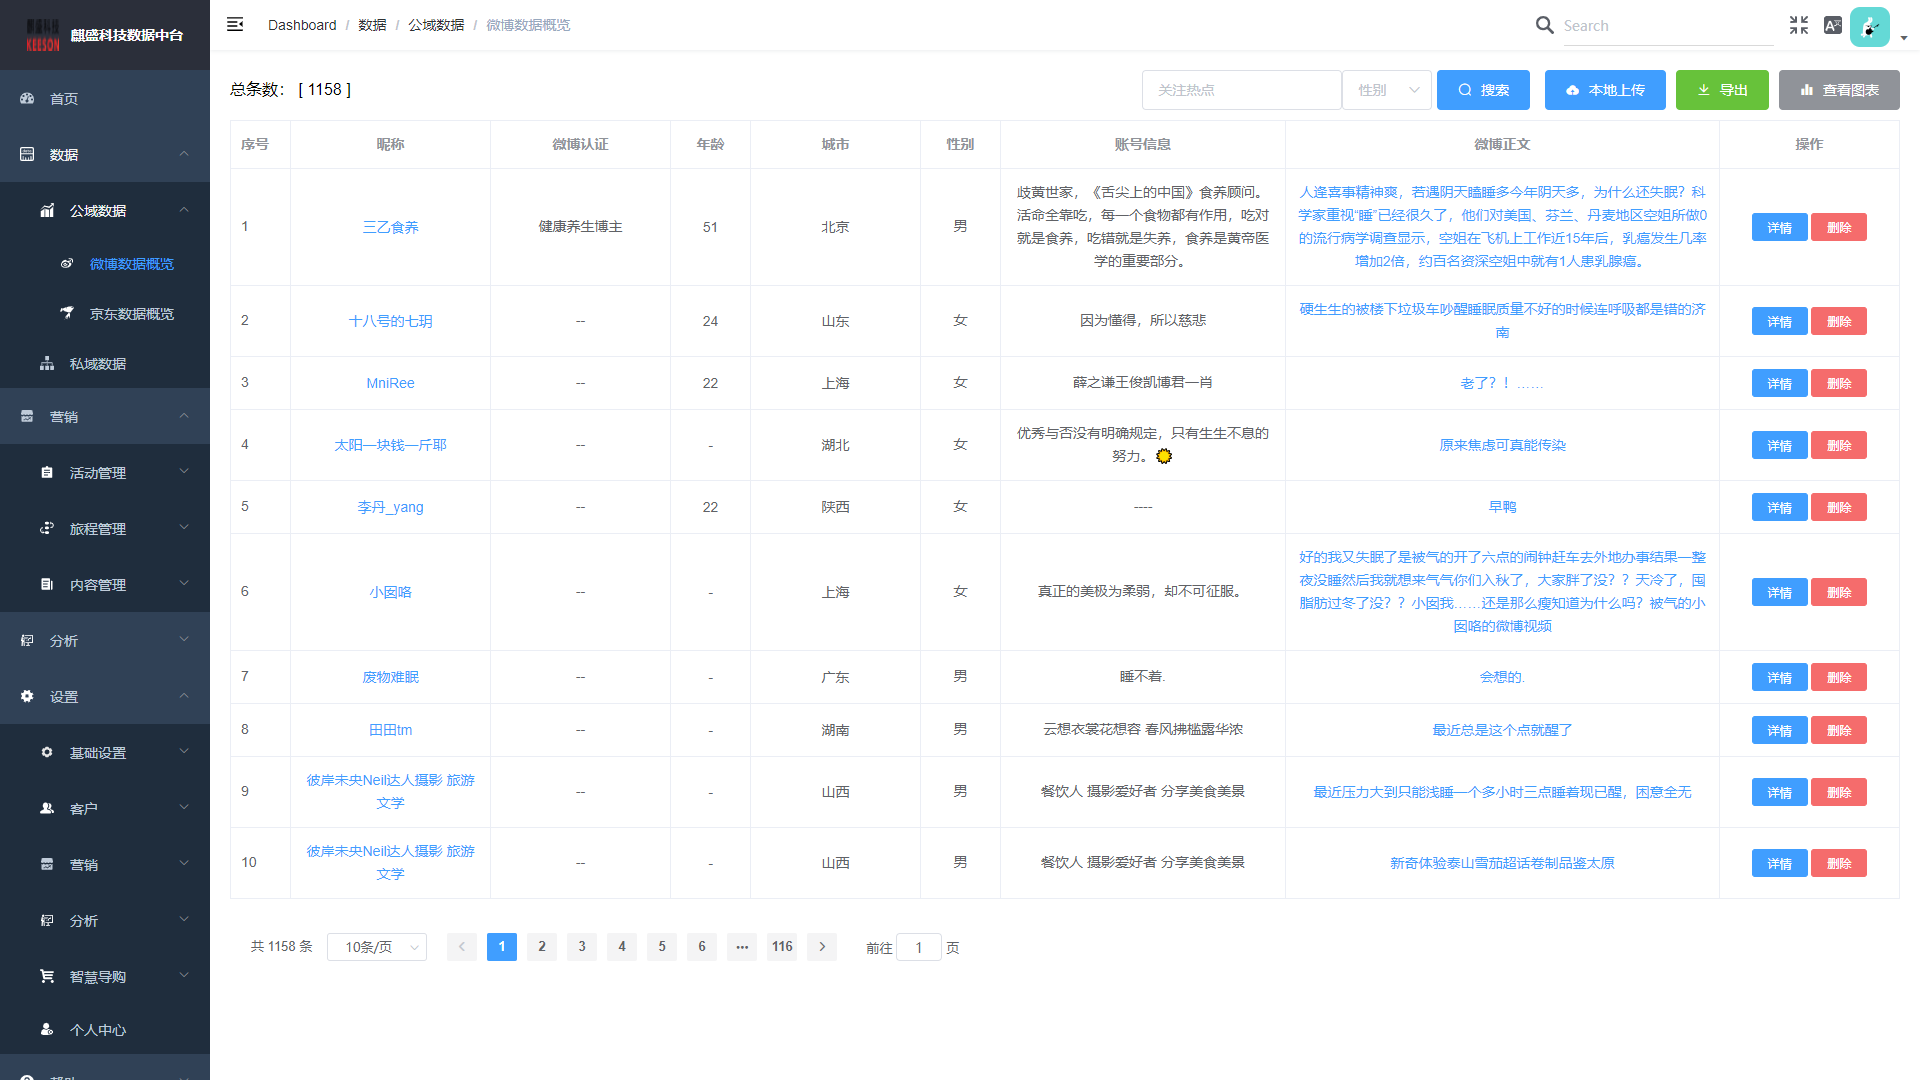 KEESON
麒盛科技数据中台
Dashboard / 数据 / 公域数据 / 微博数据概览
Search
首页
数据
公域数据
微博数据概览
京东数据概览
私域数据
营销
活动管理
旅程管理
内容管理
分析
设置
基础设置
客户
营销
分析
智慧导购
个人中心
总条数： [ 1158 ]
关注热点
性别
搜索
本地上传
导出
查看图表
序号 昵称 微博认证 年龄 城市 性别 账号信息 微博正文 操作
1 三乙食养 健康养生博主 51 北京 男
歧黄世家，《舌尖上的中国》食养顾问。
活命全靠吃，每一个食物都有作用，吃对
就是食养，吃错就是失养，食养是黄帝医
学的重要部分。
人逢喜事精神爽，若遇阴天瞌睡多今年阴天多，为什么还失眠？科
学家重视“睡”已经很久了，他们对美国、芬兰、丹麦地区空姐所做0
的流行病学调查显示，空姐在飞机上工作近15年后，乳癌发生几率
增加2倍，约百名资深空姐中就有1人患乳腺癌。
详情 删除
2 十八号的七玥 -- 24 山东 女 因为懂得，所以慈悲
硬生生的被楼下垃圾车吵醒睡眠质量不好的时候连呼吸都是错的济
南
详情 删除
3 MniRee -- 22 上海 女 薛之谦王俊凯博君一肖 老了？！…… 详情 删除
4 太阳一块钱一斤耶 -- - 湖北 女
优秀与否没有明确规定，只有生生不息的
努力。
原来焦虑可真能传染 详情 删除
5 李丹_yang -- 22 陕西 女 ---- 早鸭 详情 删除
6 小囡咯 -- - 上海 女 真正的美极为柔弱，却不可征服。
好的我又失眠了是被气的开了六点的闹钟赶车去外地办事结果一整
夜没睡然后我就想来气气你们入秋了，大家胖了没？？天冷了，囤
脂肪过冬了没？？小囡我……还是那么瘦知道为什么吗？被气的小
囡咯的微博视频
详情 删除
7 废物难眠 -- - 广东 男 睡不着. 会想的. 详情 删除
8 田田tm -- - 湖南 男 云想衣裳花想容 春风拂槛露华浓 最近总是这个点就醒了 详情 删除
9 彼岸未央Neil达人摄影 旅游
文学
-- - 山西 男 餐饮人 摄影爱好者 分享美食美景 最近压力大到只能浅睡一个多小时三点睡着现已醒，困意全无 详情 删除
10 彼岸未央Neil达人摄影 旅游
文学
-- - 山西 男 餐饮人 摄影爱好者 分享美食美景 新奇体验泰山雪茄超话卷制品鉴太原 详情 删除
共 1158 条 10条/页 1 2 3 4 5 6 ··· 116 前往 1 页